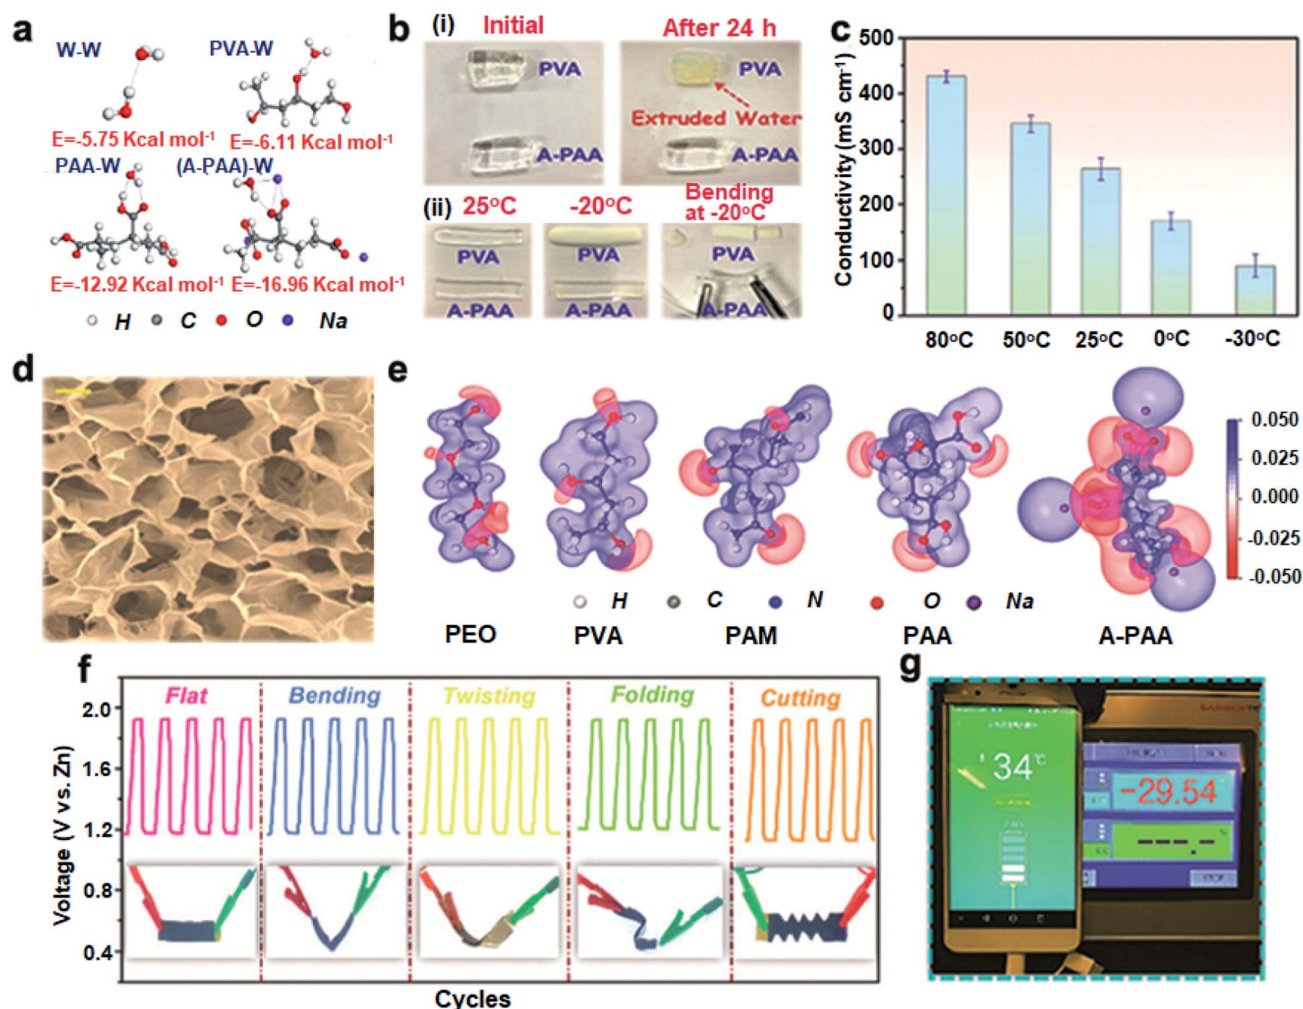 a
W-W
PVA-W
E=-5.75 Kcal mol-1
E=-6.11 Kcal mol-1
PAA-W
(A-PAA)-W
E=-12.92 Kcal mol-1
E=-16.96 Kcal mol-1
H C O Na
b
(i) Initial After 24 h
PVA
PVA
Extruded Water
A-PAA
A-PAA
(ii) 25°C -20°C Bending at -20°C
PVA
PVA
PVA
A-PAA
A-PAA
A-PAA
c
Conductivity (mS cm-1)
500
400
300
200
100
0
80°C 50°C 25°C 0°C -30°C
d
e
0.050
0.025
0.000
-0.025
-0.050
H C N O Na
PEO PVA PAM PAA A-PAA
f
Voltage (V vs. Zn)
2.0
1.6
1.2
0.8
0.4
Flat Bending Twisting Folding Cutting
Cycles
g
34°C
-29.54